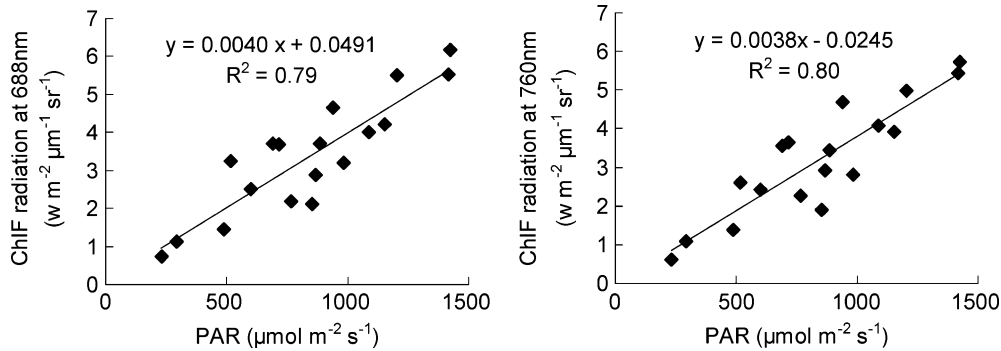 7
6
5
4
3
2
1
0
ChlF radiation at 688nm
(w m⁻² µm⁻¹ sr⁻¹)
y = 0.0040 x + 0.0491
R² = 0.79
0 500 1000 1500
PAR (µmol m⁻² s⁻¹)
7
6
5
4
3
2
1
0
ChlF radiation at 760nm
(w m⁻² µm⁻¹ sr⁻¹)
y = 0.0038x - 0.0245
R² = 0.80
0 500 1000 1500
PAR (µmol m⁻² s⁻¹)